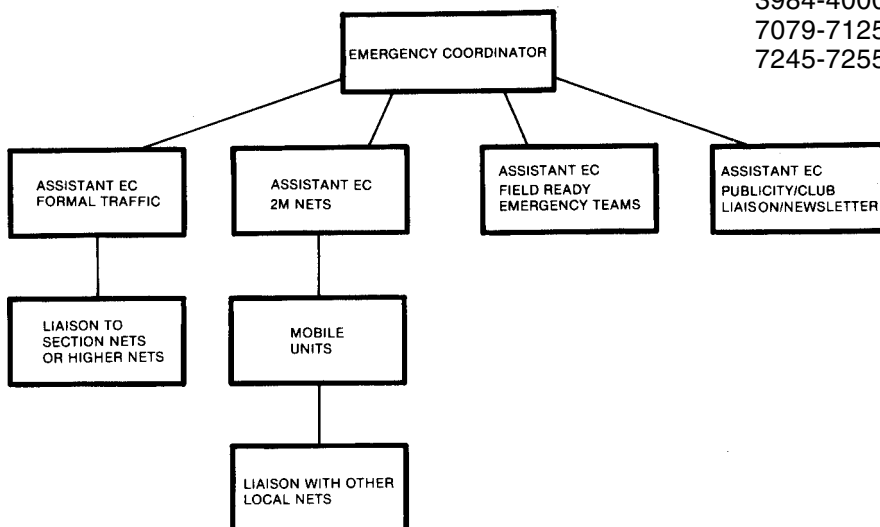 3984-4000
7079-7125
7245-7255
EMERGENCY COORDINATOR
ASSISTANT EC
FORMAL TRAFFIC
ASSISTANT EC
2M NETS
ASSISTANT EC
FIELD READY
EMERGENCY TEAMS
ASSISTANT EC
PUBLICITY/CLUB
LIAISON/NEWSLETTER
LIAISON TO
SECTION NETS
OR HIGHER NETS
MOBILE
UNITS
LIAISON WITH OTHER
LOCAL NETS